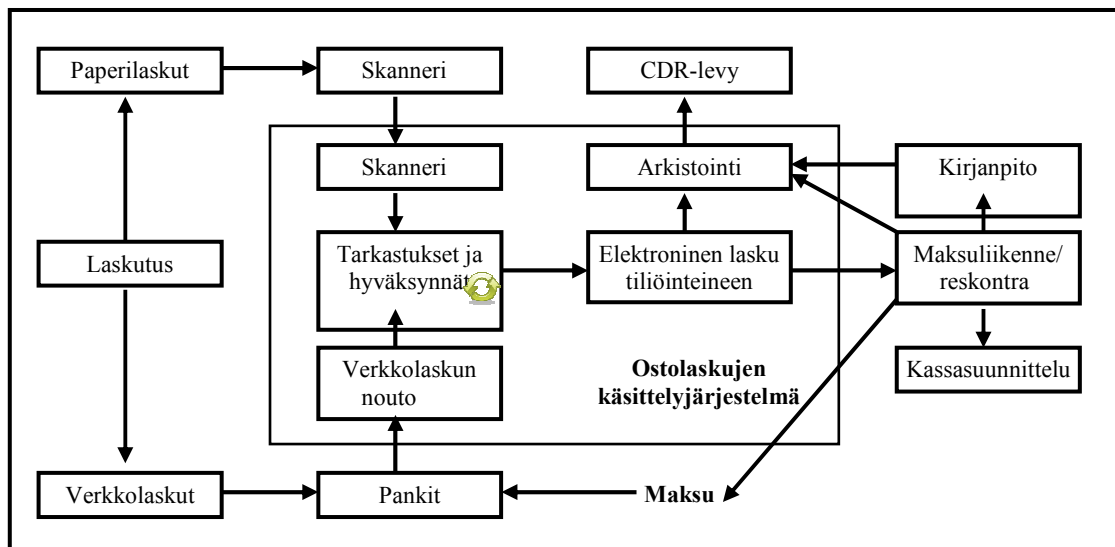 Paperilaskut
Skanneri
CDR-levy
Skanneri
Arkistointi
Kirjanpito
Laskutus
Tarkastukset ja
hyväksynnät
Elektroninen lasku
tiliöinteineen
Maksuliikenne/
reskontra
Verkkolaskun
nouto
Ostolaskujen
käsittelyjärjestelmä
Kassasuunnittelu
Verkkolaskut
Pankit
Maksu